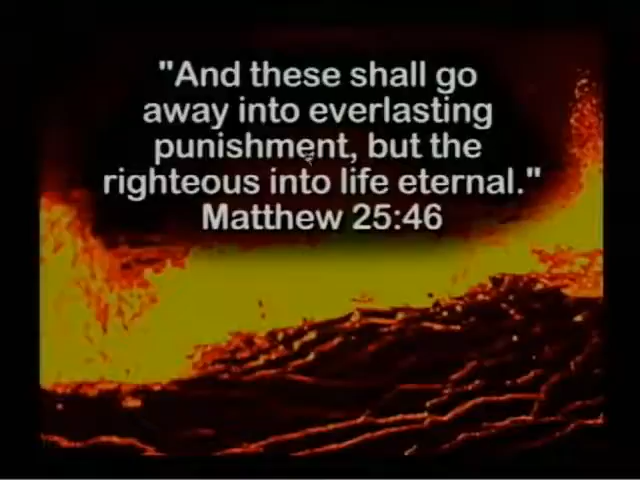 "And these shall go
away into everlasting
punishment, but the
righteous into life eternal."
Matthew 25:46